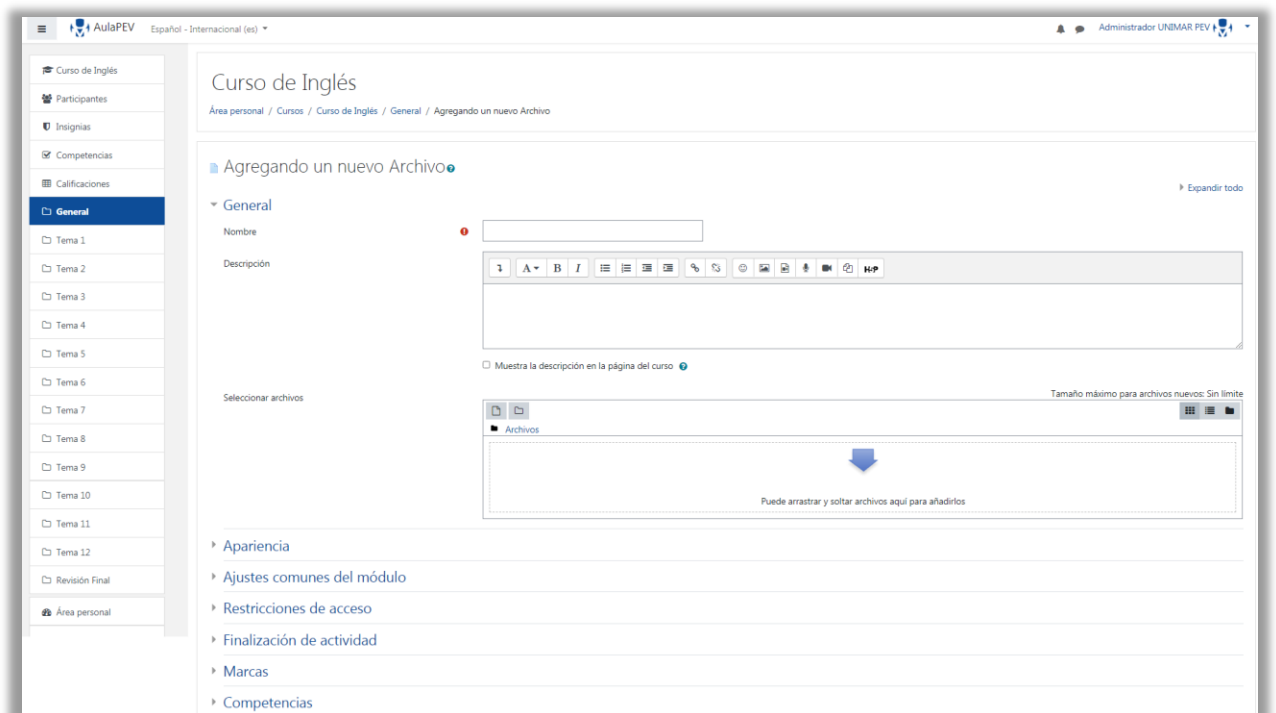 AulaPEV Español - Internacional (es) Administrador UNIMAR PEV
Curso de Inglés
Participantes
Insignias
Competencias
Calificaciones
General
Tema 1
Tema 2
Tema 3
Tema 4
Tema 5
Tema 6
Tema 7
Tema 8
Tema 9
Tema 10
Tema 11
Tema 12
Revisión Final
Área personal
Curso de Inglés
Área personal / Cursos / Curso de Inglés / General / Agregando un nuevo Archivo
Agregando un nuevo Archivo
Expandir todo
General
Nombre
Descripción
A B I H-P
Muestra la descripción en la página del curso
Seleccionar archivos
Tamaño máximo para archivos nuevos: Sin límite
Archivos
Puede arrastrar y soltar archivos aquí para añadirlos
Apariencia
Ajustes comunes del módulo
Restricciones de acceso
Finalización de actividad
Marcas
Competencias